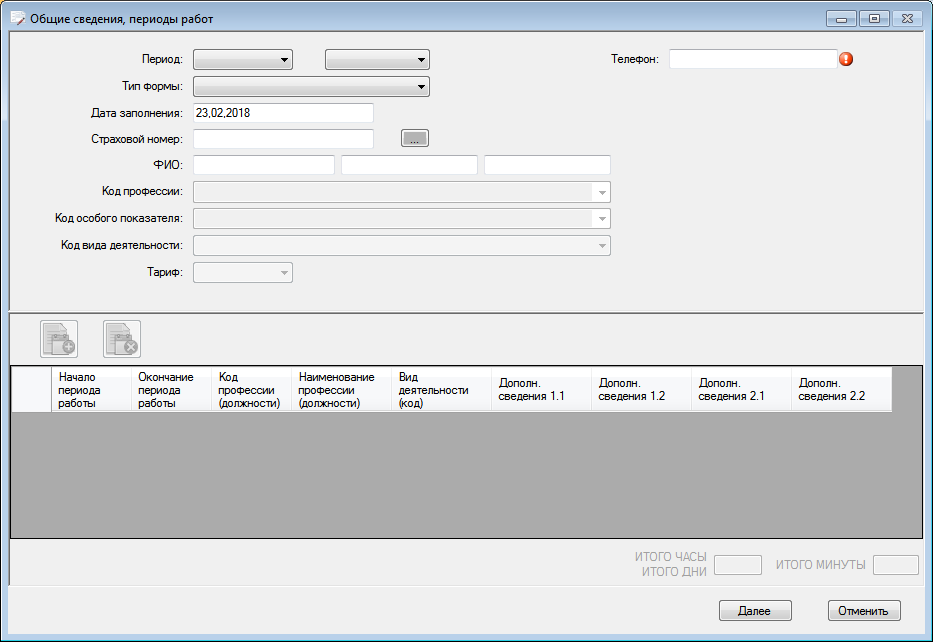 Общие сведения, периоды работ
Период:
Телефон:
Тип формы:
Дата заполнения: 23,02,2018
Страховой номер: ...
ФИО:
Код профессии:
Код особого показателя:
Код вида деятельности:
Тариф:
Начало периода работы
Окончание периода работы
Код профессии (должности)
Наименование профессии (должности)
Вид деятельности (код)
Дополн. сведения 1.1
Дополн. сведения 1.2
Дополн. сведения 2.1
Дополн. сведения 2.2
ИТОГО ЧАСЫ
ИТОГО ДНИ
ИТОГО МИНУТЫ
Далее
Отменить